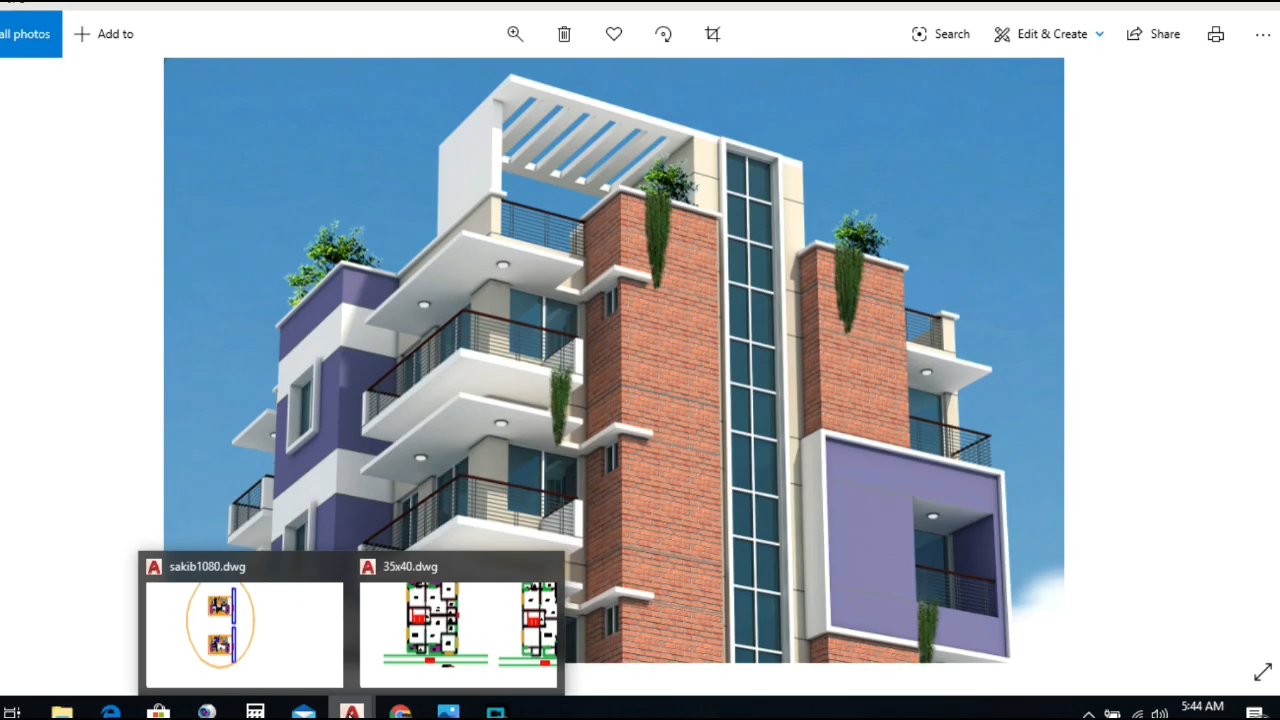 all photos
Add to
Search
Edit & Create
Share
sakib1080.dwg
35x40.dwg
5:44 AM